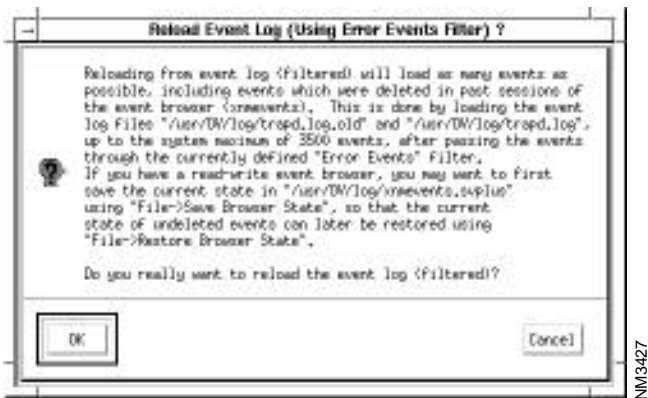 Reload Event Log (Using Error Events Filter) ?
Reloading from event log (filtered) will load as many events as
possible, including events which were deleted in past sessions of
the event browser (xnmevents). This is done by loading the event
log files "/usr/OV/log/trapd.log.old" and "/usr/OV/log/trapd.log",
up to the system maximum of 3500 events, after passing the events
through the currently defined "Error Events" Filter.
If you have a read-write event browser, you may want to first
save the current state in "/usr/OV/log/xnmevents.svplus"
using "File->Save Browser State", so that the current
state of undeleted events can later be restored using
"File->Restore Browser State".
Do you really want to reload the event log (filtered)?
OK
Cancel
NM3427